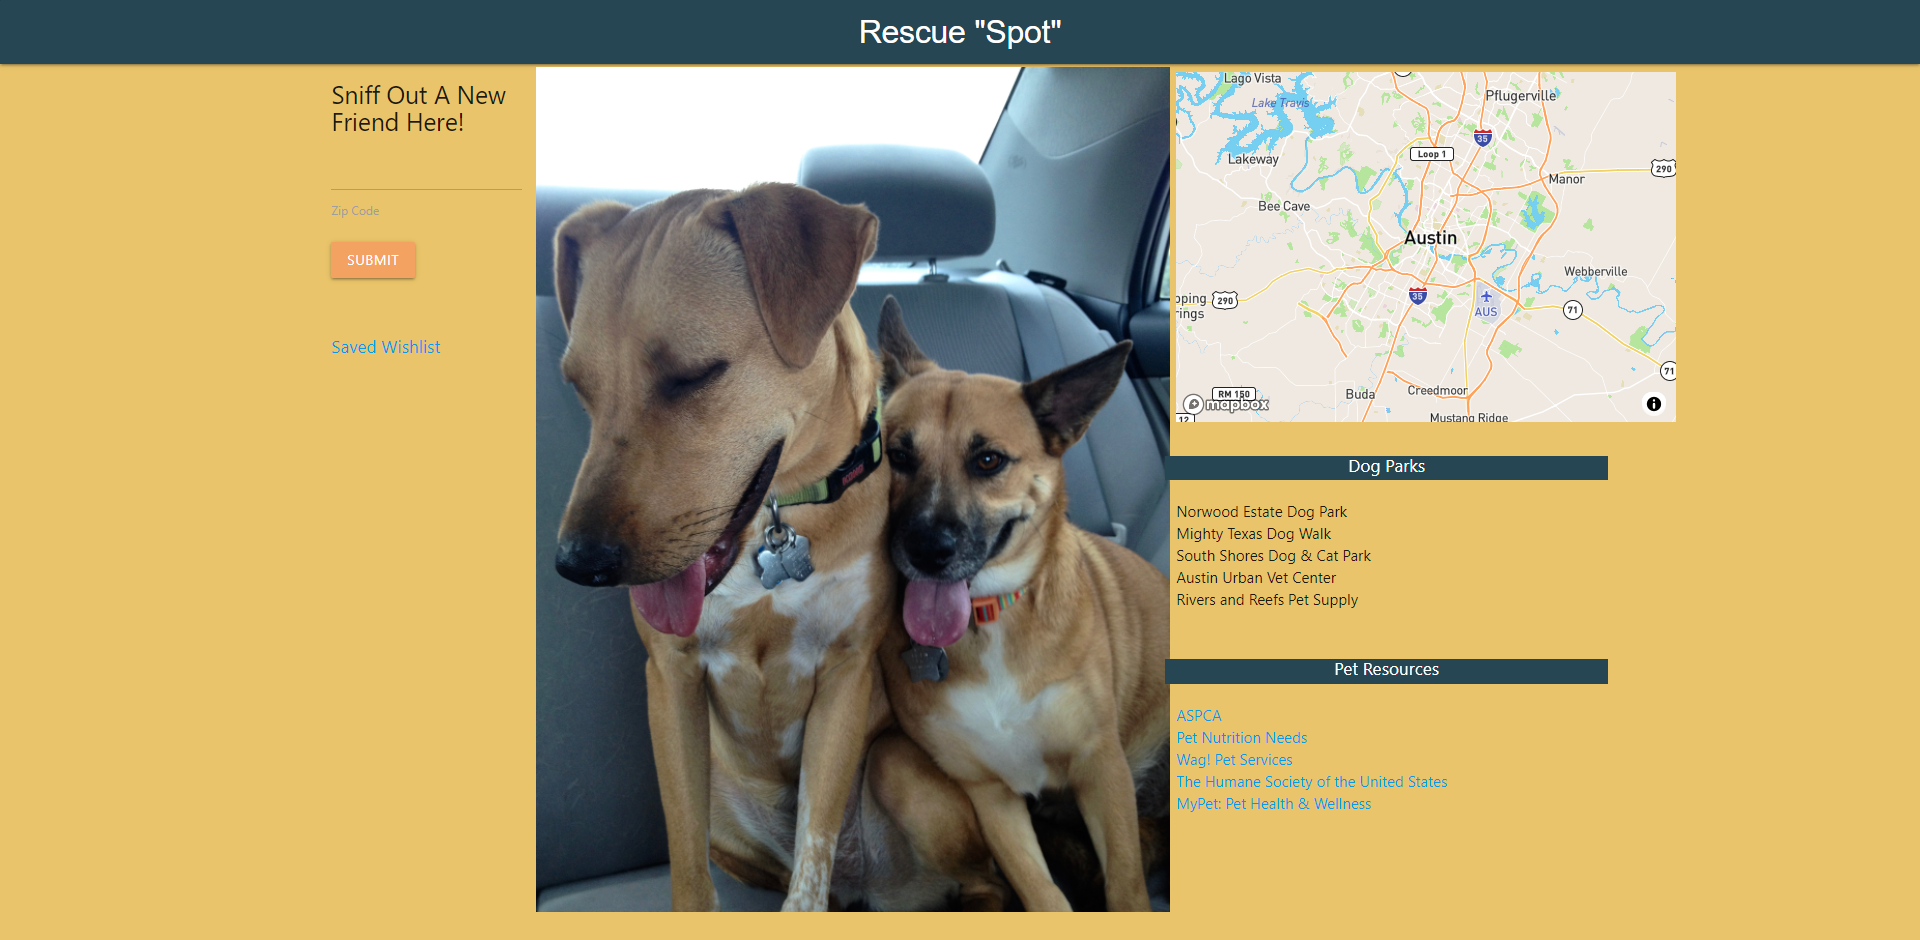 Rescue "Spot"
Sniff Out A New
Friend Here!
Zip Code
SUBMIT
Saved Wishlist
Lago Vista
Lake Travis
Pflugerville
35
Loop 1
Lakeway
290
Manor
Bee Cave
Austin
Webberville
pping
rings
290
35
AUS
71
71
Buda
Creedmoor
RM 150
mapbox
12
Mustang Ridge
Dog Parks
Norwood Estate Dog Park
Mighty Texas Dog Walk
South Shores Dog & Cat Park
Austin Urban Vet Center
Rivers and Reefs Pet Supply
Pet Resources
ASPCA
Pet Nutrition Needs
Wag! Pet Services
The Humane Society of the United States
MyPet: Pet Health & Wellness